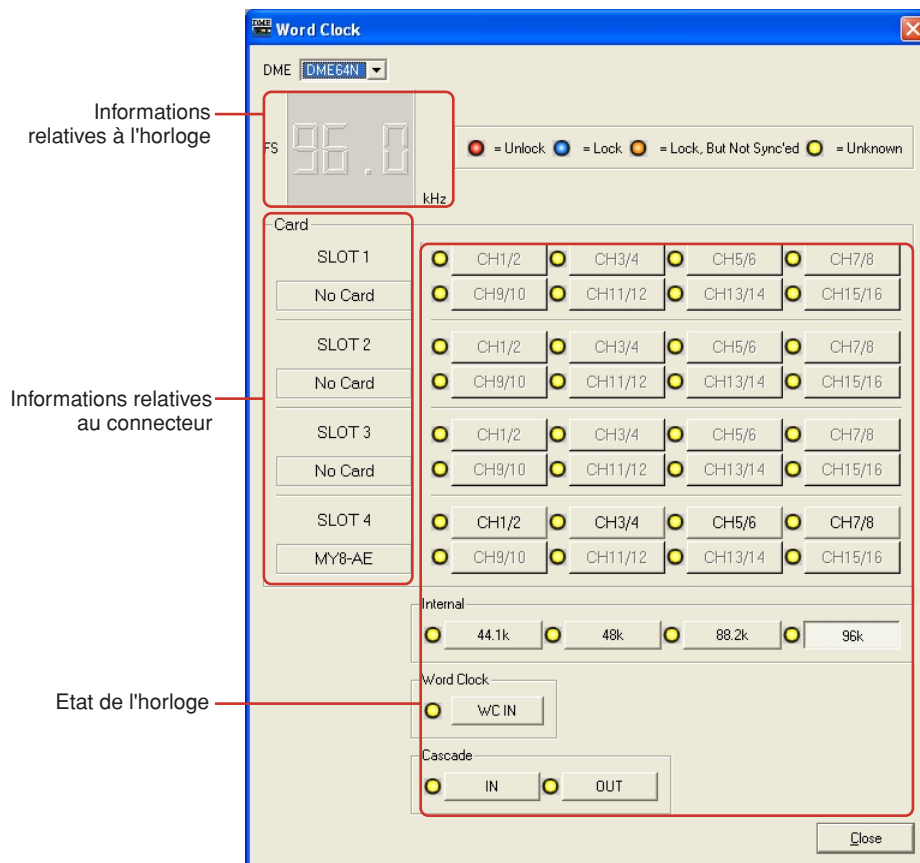 DME Word Clock
DME DME64N
Informations
relatives à l'horloge
FS 96.0 kHz
= Unlock = Lock = Lock, But Not Sync'ed = Unknown
Card
SLOT 1 CH1/2 CH3/4 CH5/6 CH7/8
No Card CH9/10 CH11/12 CH13/14 CH15/16
SLOT 2 CH1/2 CH3/4 CH5/6 CH7/8
No Card CH9/10 CH11/12 CH13/14 CH15/16
Informations relatives
au connecteur
SLOT 3 CH1/2 CH3/4 CH5/6 CH7/8
No Card CH9/10 CH11/12 CH13/14 CH15/16
SLOT 4 CH1/2 CH3/4 CH5/6 CH7/8
MY8-AE CH9/10 CH11/12 CH13/14 CH15/16
Internal
44.1k 48k 88.2k 96k
Etat de l'horloge
Word Clock
WC IN
Cascade
IN OUT
Close